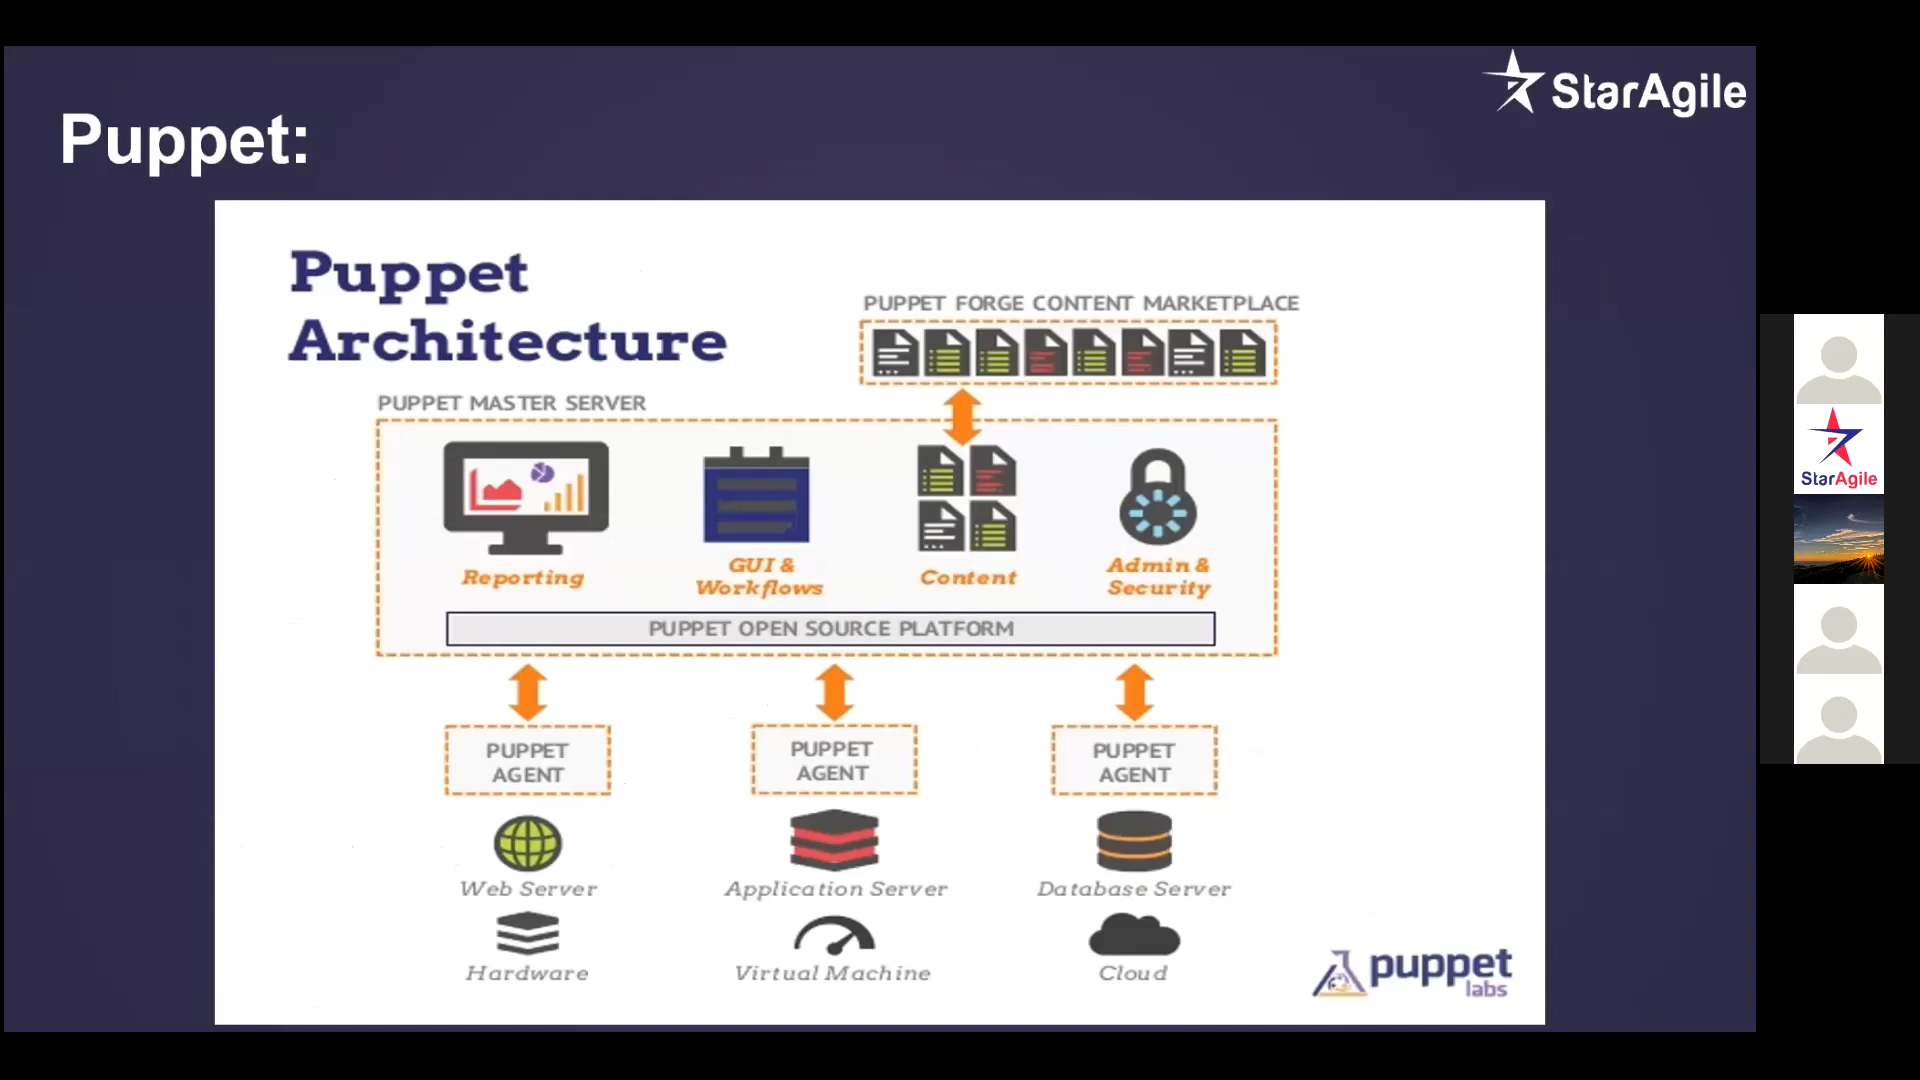 StarAgile
Puppet:
Puppet
Architecture
PUPPET FORGE CONTENT MARKETPLACE
PUPPET MASTER SERVER
Reporting
GUI &
Workflows
Content
Admin &
Security
PUPPET OPEN SOURCE PLATFORM
PUPPET
AGENT
PUPPET
AGENT
PUPPET
AGENT
Web Server
Application Server
Database Server
Hardware
Virtual Machine
Cloud
puppet
labs
StarAgile